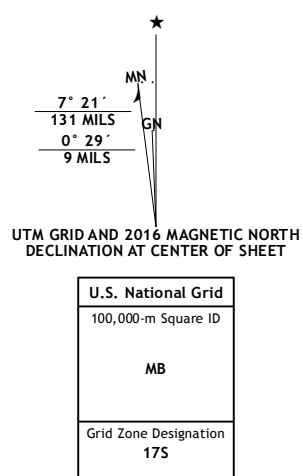 ★
MN
7° 21´
131 MILS
GN
0° 29´
9 MILS
UTM GRID AND 2016 MAGNETIC NORTH
DECLINATION AT CENTER OF SHEET
U.S. National Grid
100,000-m Square ID
MB
Grid Zone Designation
17S